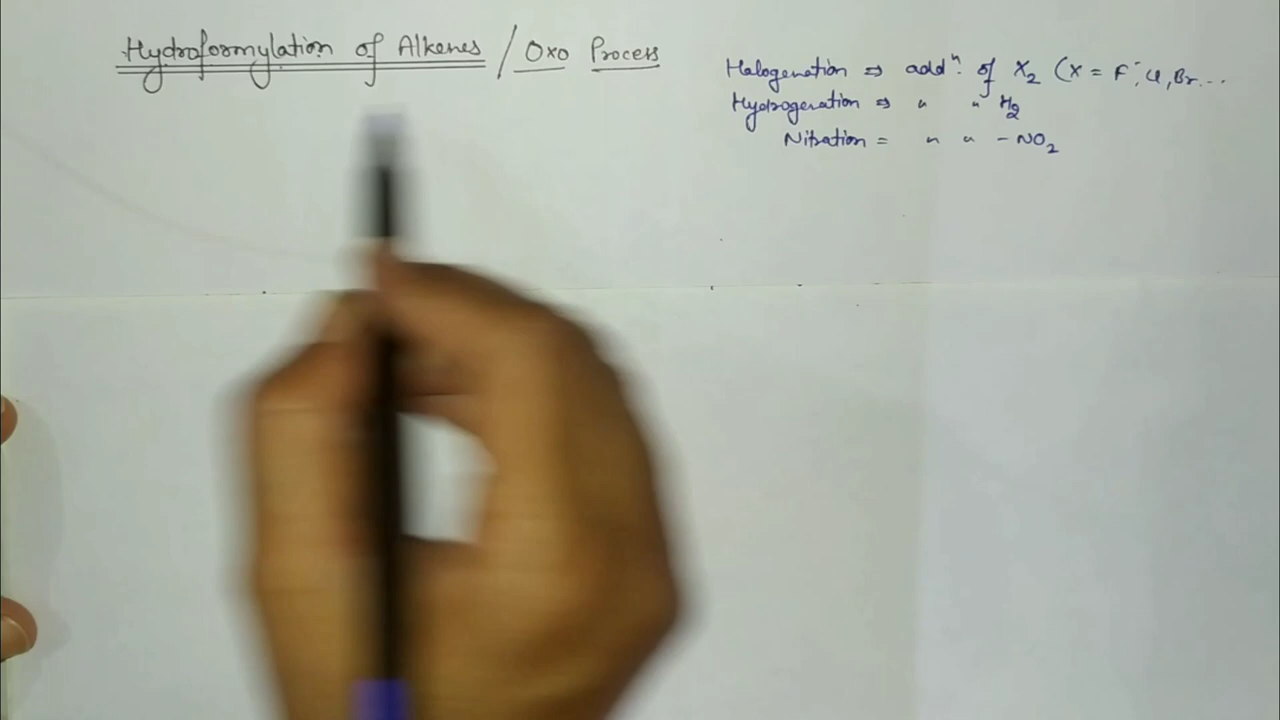 Hydroformylation of Alkenes / Oxo Process
Halogenation ⇒ addⁿ. of X₂ (X = F, Cl, Br...
Hydrogenation ⇒ " " H₂
Nitration = " " -NO₂